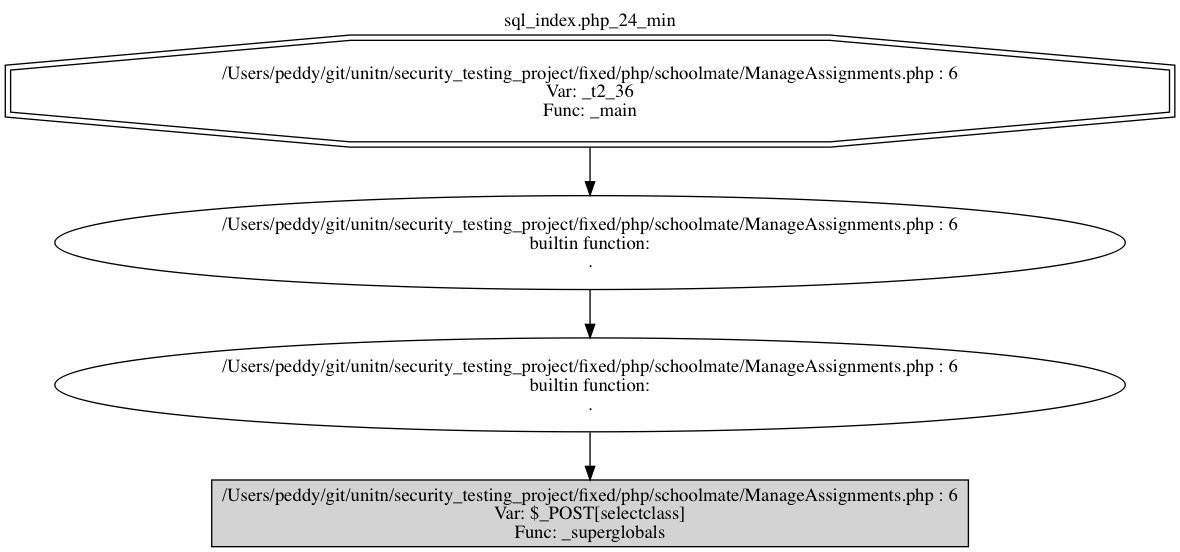 sql_index.php_24_min
/Users/peddy/git/unitn/security_testing_project/fixed/php/schoolmate/ManageAssignments.php : 6
Var: _t2_36
Func: _main
/Users/peddy/git/unitn/security_testing_project/fixed/php/schoolmate/ManageAssignments.php : 6
builtin function:
.
/Users/peddy/git/unitn/security_testing_project/fixed/php/schoolmate/ManageAssignments.php : 6
builtin function:
.
/Users/peddy/git/unitn/security_testing_project/fixed/php/schoolmate/ManageAssignments.php : 6
Var: $_POST[selectclass]
Func: _superglobals